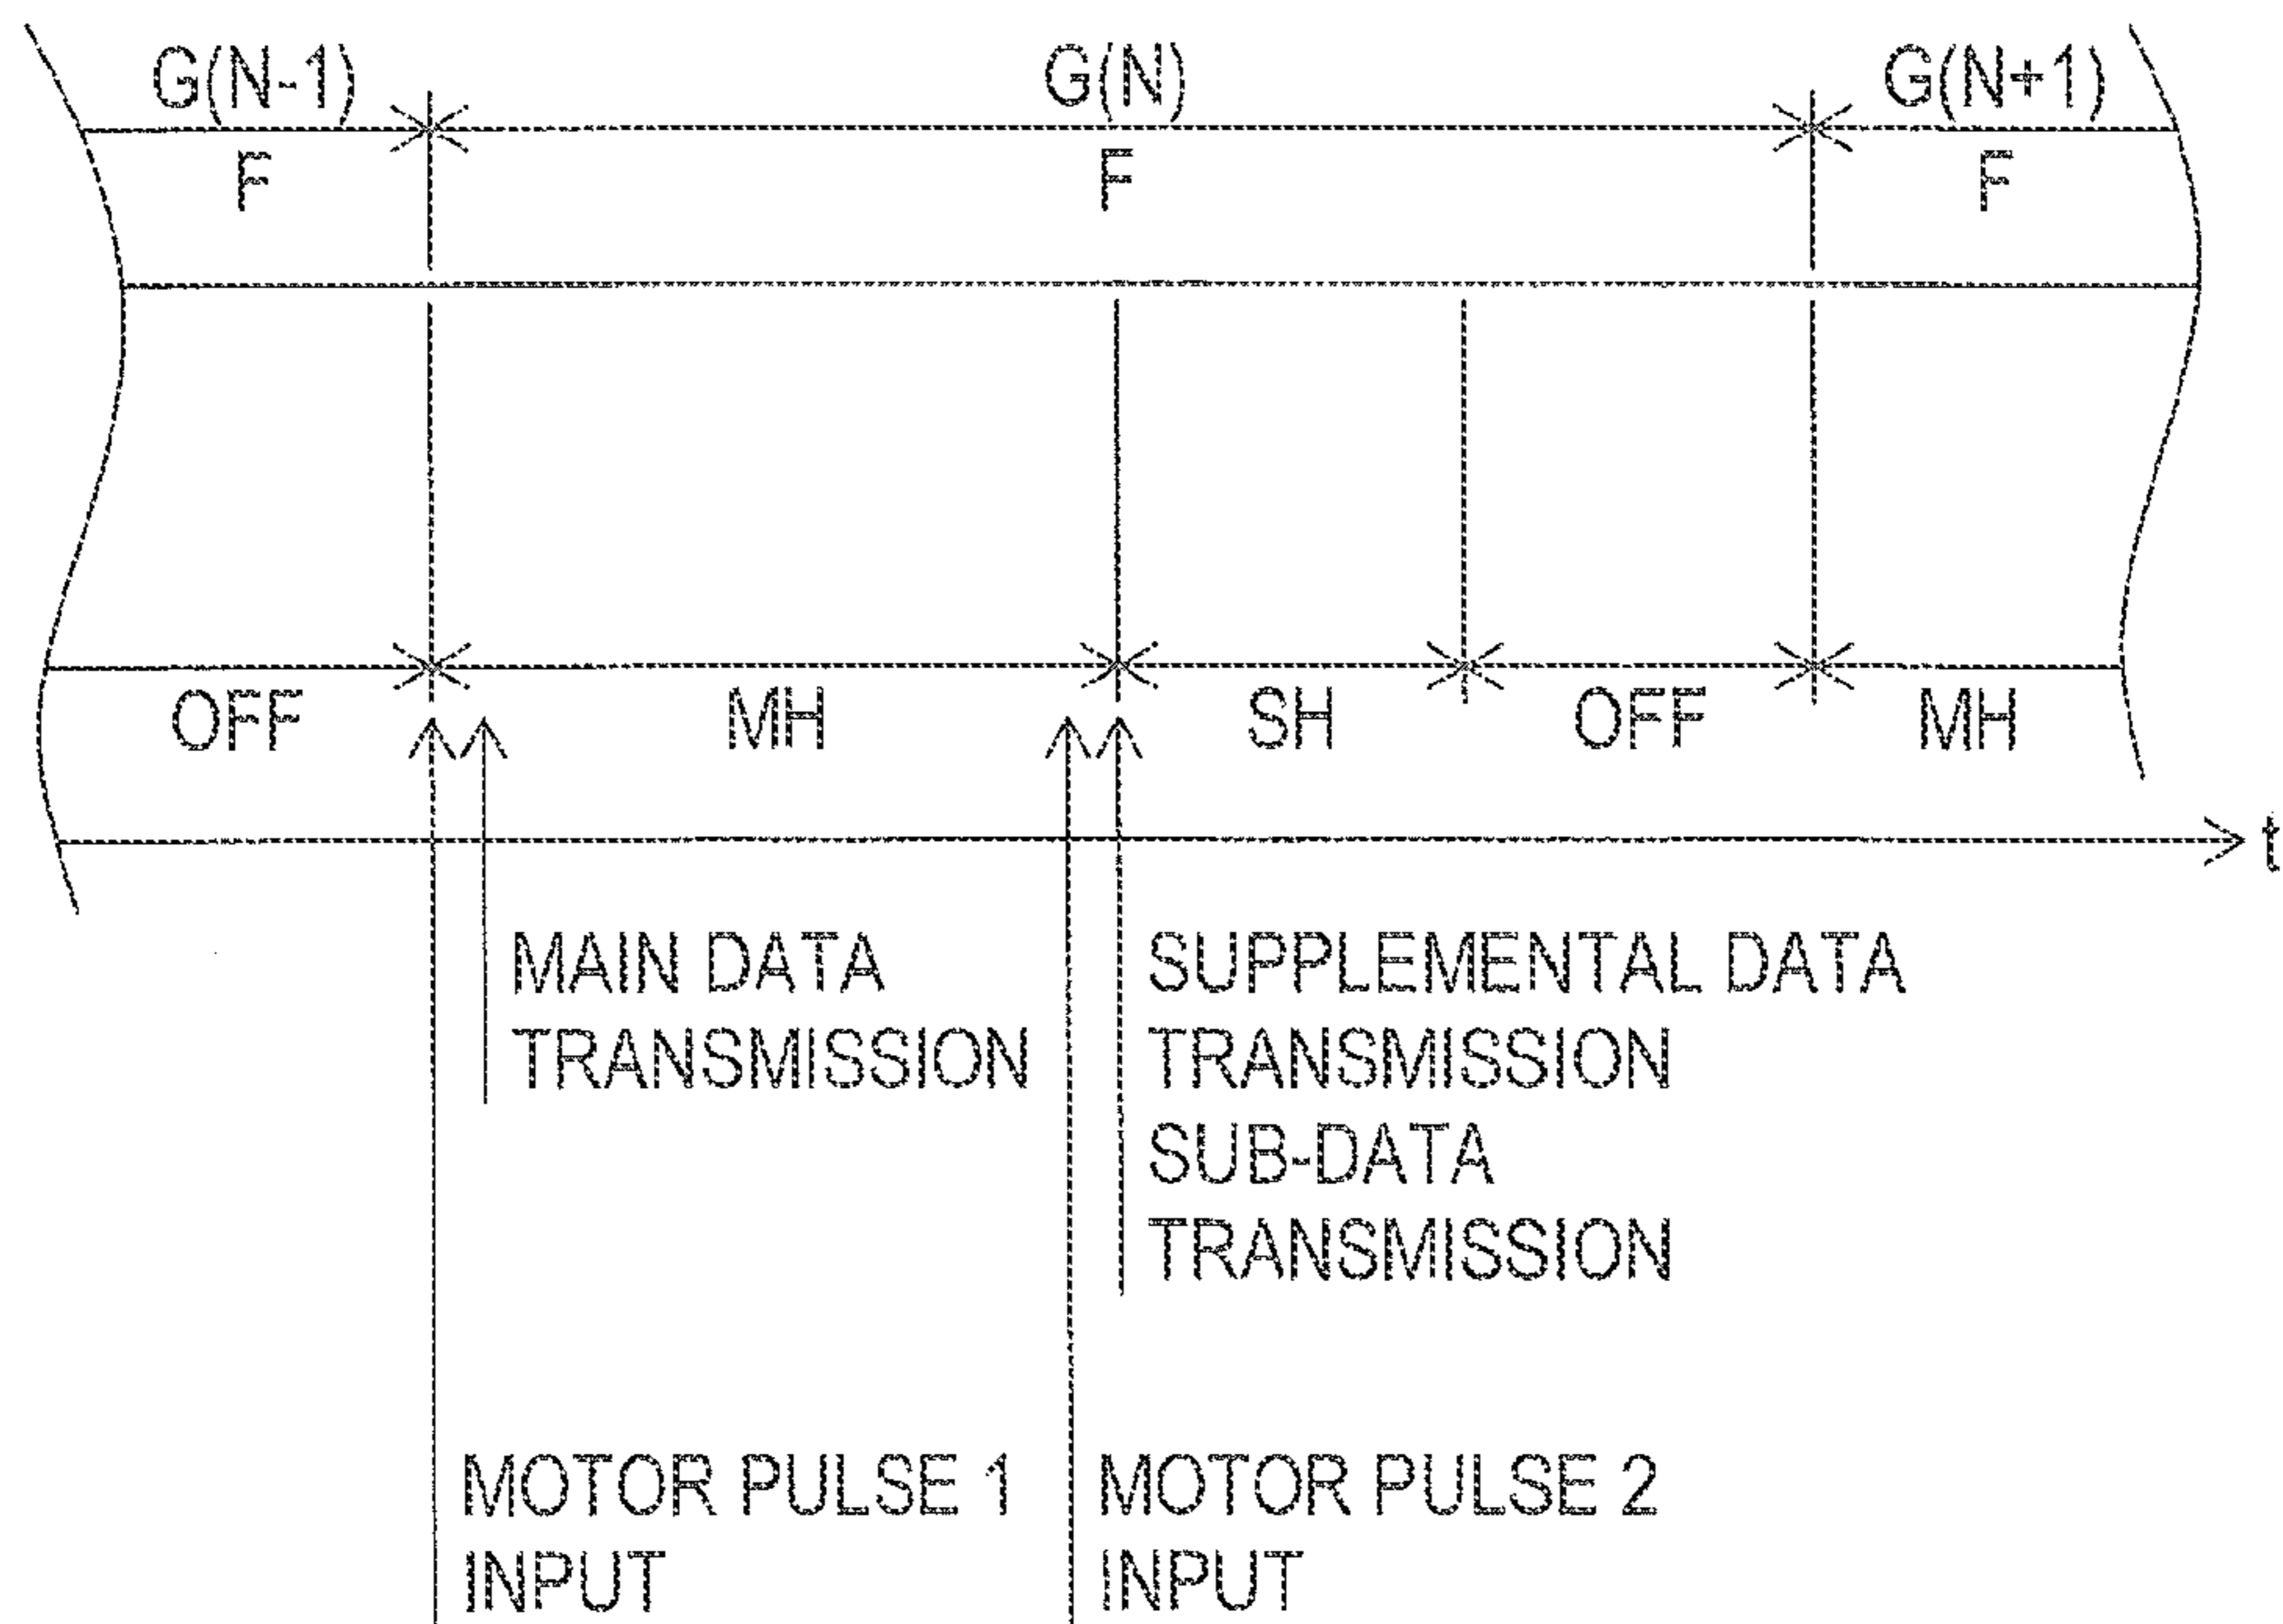 G(N-1) G(N) G(N+1)
F F F
OFF MH SH OFF MH
t
MAIN DATA
TRANSMISSION
SUPPLEMENTAL DATA
TRANSMISSION
SUB-DATA
TRANSMISSION
MOTOR PULSE 1
INPUT
MOTOR PULSE 2
INPUT